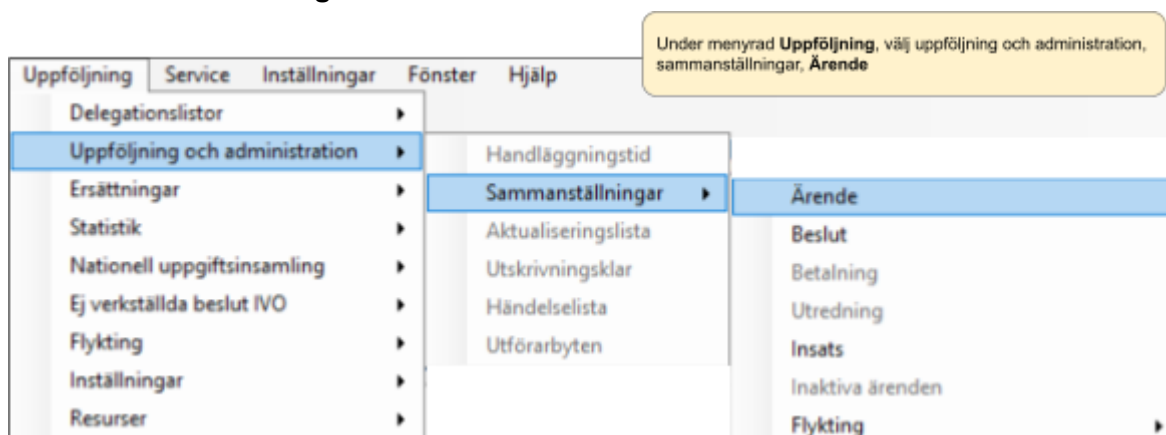 Under menyrad Uppföljning, välj uppföljning och administration,
sammanställningar, Ärende
Uppföljning Service Inställningar Fönster Hjälp
Delegationslistor
Uppföljning och administration
Ersättningar
Statistik
Nationell uppgiftsinsamling
Ej verkställda beslut IVO
Flykting
Inställningar
Resurser
Handläggningstid
Sammanställningar
Aktualiseringslista
Utskrivningsklar
Händelselista
Utförarbyten
Ärende
Beslut
Betalning
Utredning
Insats
Inaktiva ärenden
Flykting